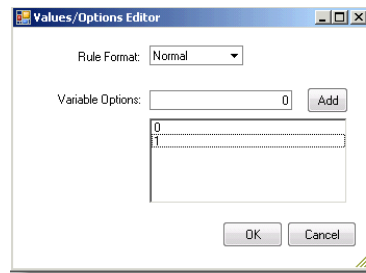 Values/Options Editor
Rule Format: Normal
Variable Options: 0 Add
0
1
OK Cancel